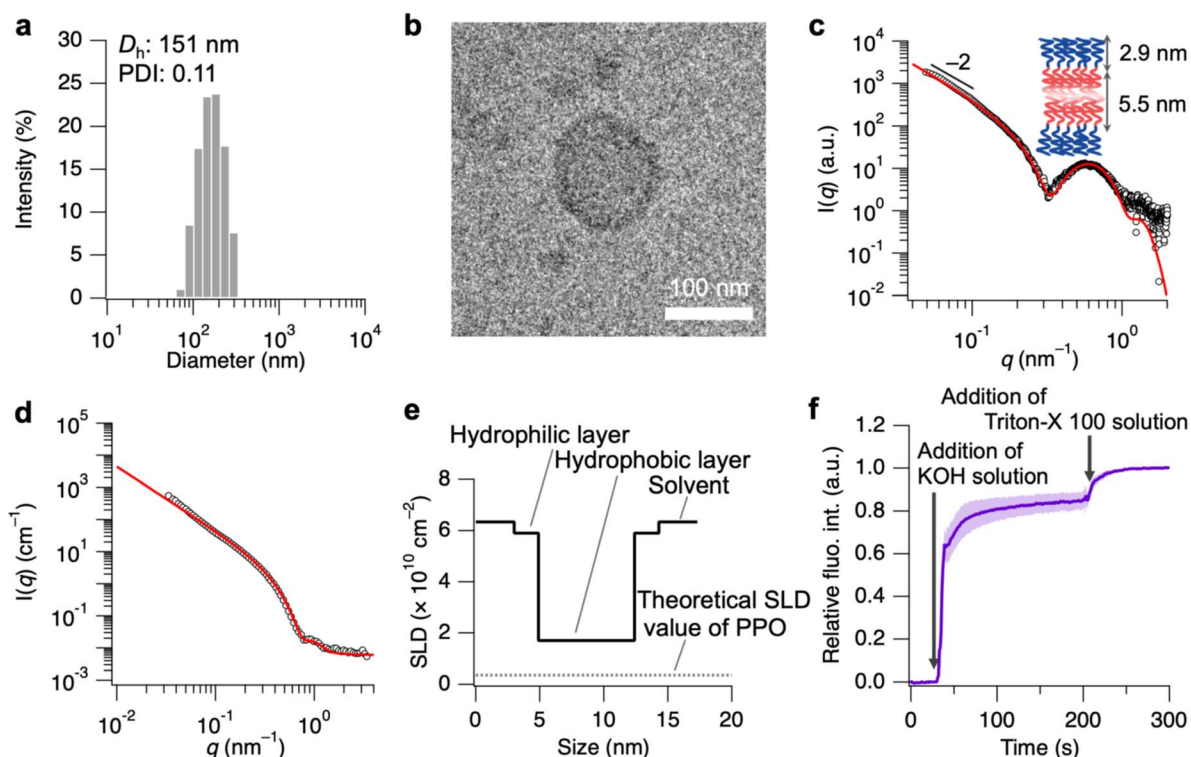 a
30
25
20
15
10
5
0
Intensity (%)
Dh: 151 nm
PDI: 0.11
10¹ 10² 10³ 10⁴
Diameter (nm)
b
100 nm
c
10⁴
10³
10²
10¹
10⁰
10⁻¹
10⁻²
I(q) (a.u.)
−2
2.9 nm
5.5 nm
10⁻¹ 10⁰
q (nm⁻¹)
d
10⁵
10³
10¹
10⁻¹
10⁻³
I(q) (cm⁻¹)
10⁻² 10⁻¹ 10⁰
q (nm⁻¹)
e
8
6
4
2
0
SLD (× 10¹⁰ cm⁻²)
Hydrophilic layer
Hydrophobic layer
Solvent
Theoretical SLD
value of PPO
0 5 10 15 20
Size (nm)
f
Addition of
Triton-X 100 solution
Addition of
KOH solution
1.2
1.0
0.8
0.6
0.4
0.2
0.0
Relative fluo. int. (a.u.)
0 100 200 300
Time (s)